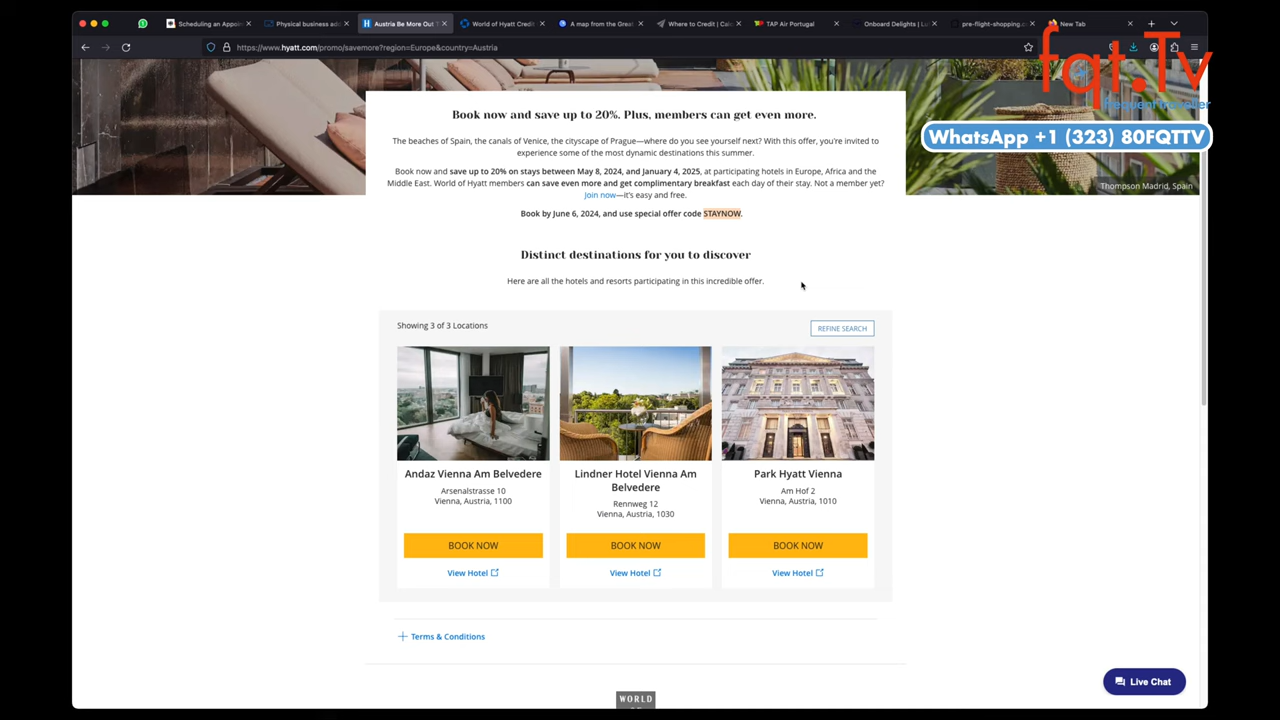 Scheduling an Appoin
Physical business add
Austria Be More Out T
World of Hyatt Credit
A map from the Great
Where to Credit | Calc
TAP Air Portugal
Onboard Delights | Lu
pre-flight-shopping.c
New Tab
https://www.hyatt.com/promo/savemore?region=Europe&country=Austria
fqt.Tv
frequentTraveller
WhatsApp +1 (323) 80FQTTV
Thompson Madrid, Spain
Book now and save up to 20%. Plus, members can get even more.
The beaches of Spain, the canals of Venice, the cityscape of Prague—where do you see yourself next? With this offer, you're invited to
experience some of the most dynamic destinations this summer.
Book now and save up to 20% on stays between May 8, 2024, and January 4, 2025, at participating hotels in Europe, Africa and the
Middle East. World of Hyatt members can save even more and get complimentary breakfast each day of their stay. Not a member yet?
Join now—it's easy and free.
Book by June 6, 2024, and use special offer code STAYNOW.
Distinct destinations for you to discover
Here are all the hotels and resorts participating in this incredible offer.
Showing 3 of 3 Locations
REFINE SEARCH
Andaz Vienna Am Belvedere
Arsenalstrasse 10
Vienna, Austria, 1100
BOOK NOW
View Hotel
Lindner Hotel Vienna Am
Belvedere
Rennweg 12
Vienna, Austria, 1030
BOOK NOW
View Hotel
Park Hyatt Vienna
Am Hof 2
Vienna, Austria, 1010
BOOK NOW
View Hotel
Terms & Conditions
WORLD
Live Chat